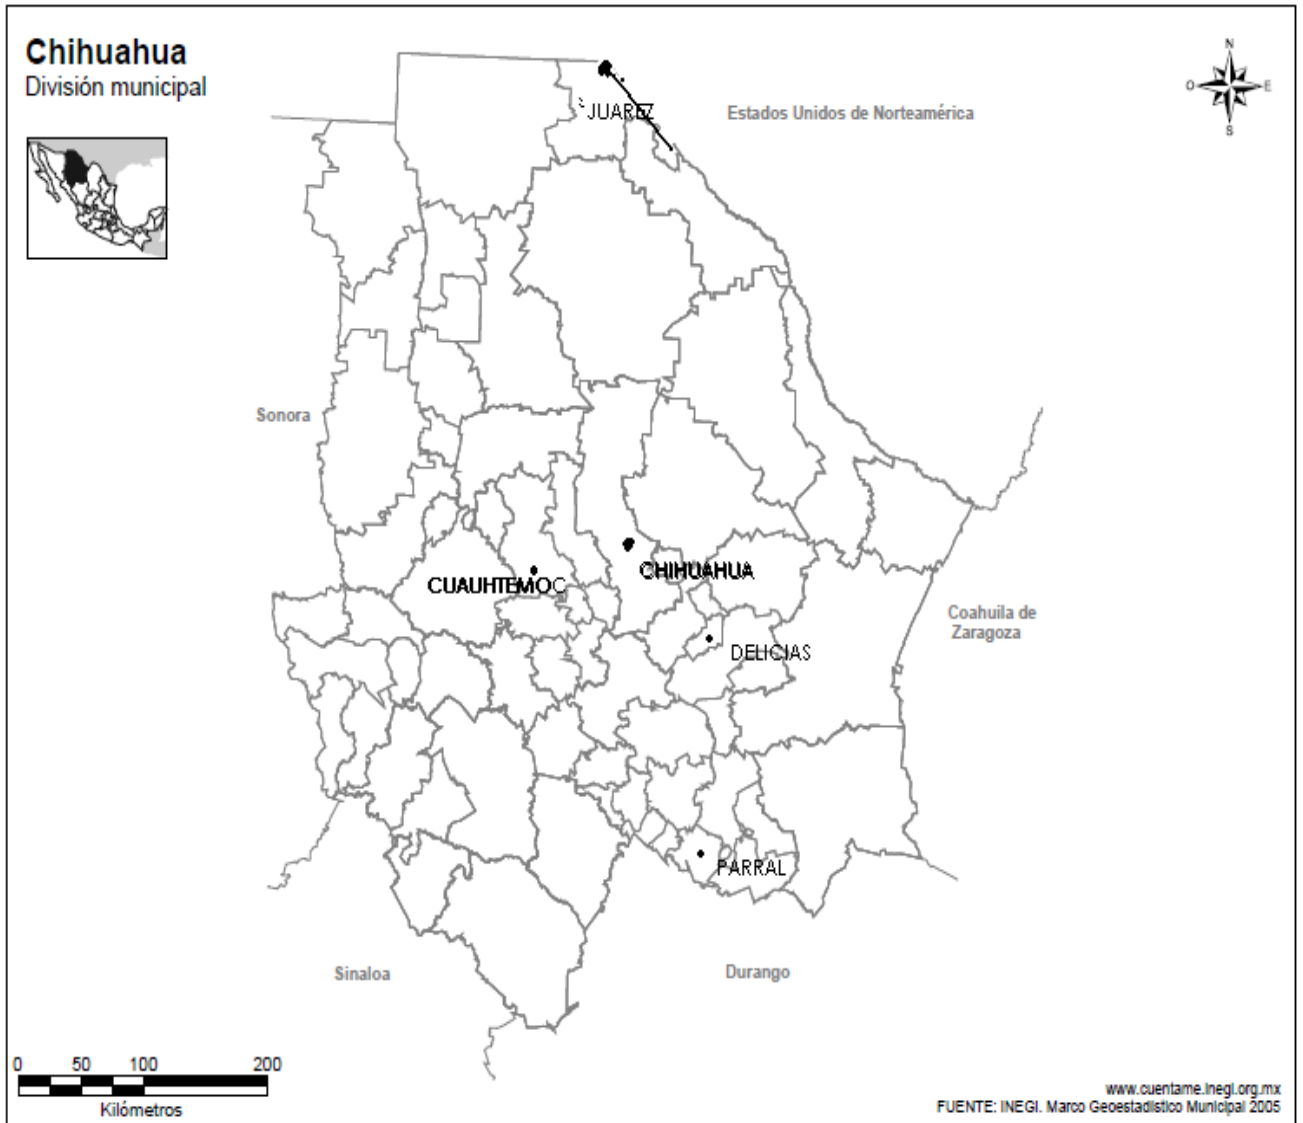 Chihuahua
División municipal
N
O
E
S
JUAREZ
Estados Unidos de Norteamérica
Sonora
CHIHUAHUA
CUAUHTEMOC
Coahuila de
Zaragoza
DELICIAS
PARRAL
Sinaloa
Durango
0 50 100 200
Kilómetros
www.cuentame.inegi.org.mx
FUENTE: INEGI. Marco Geoestadístico Municipal 2005